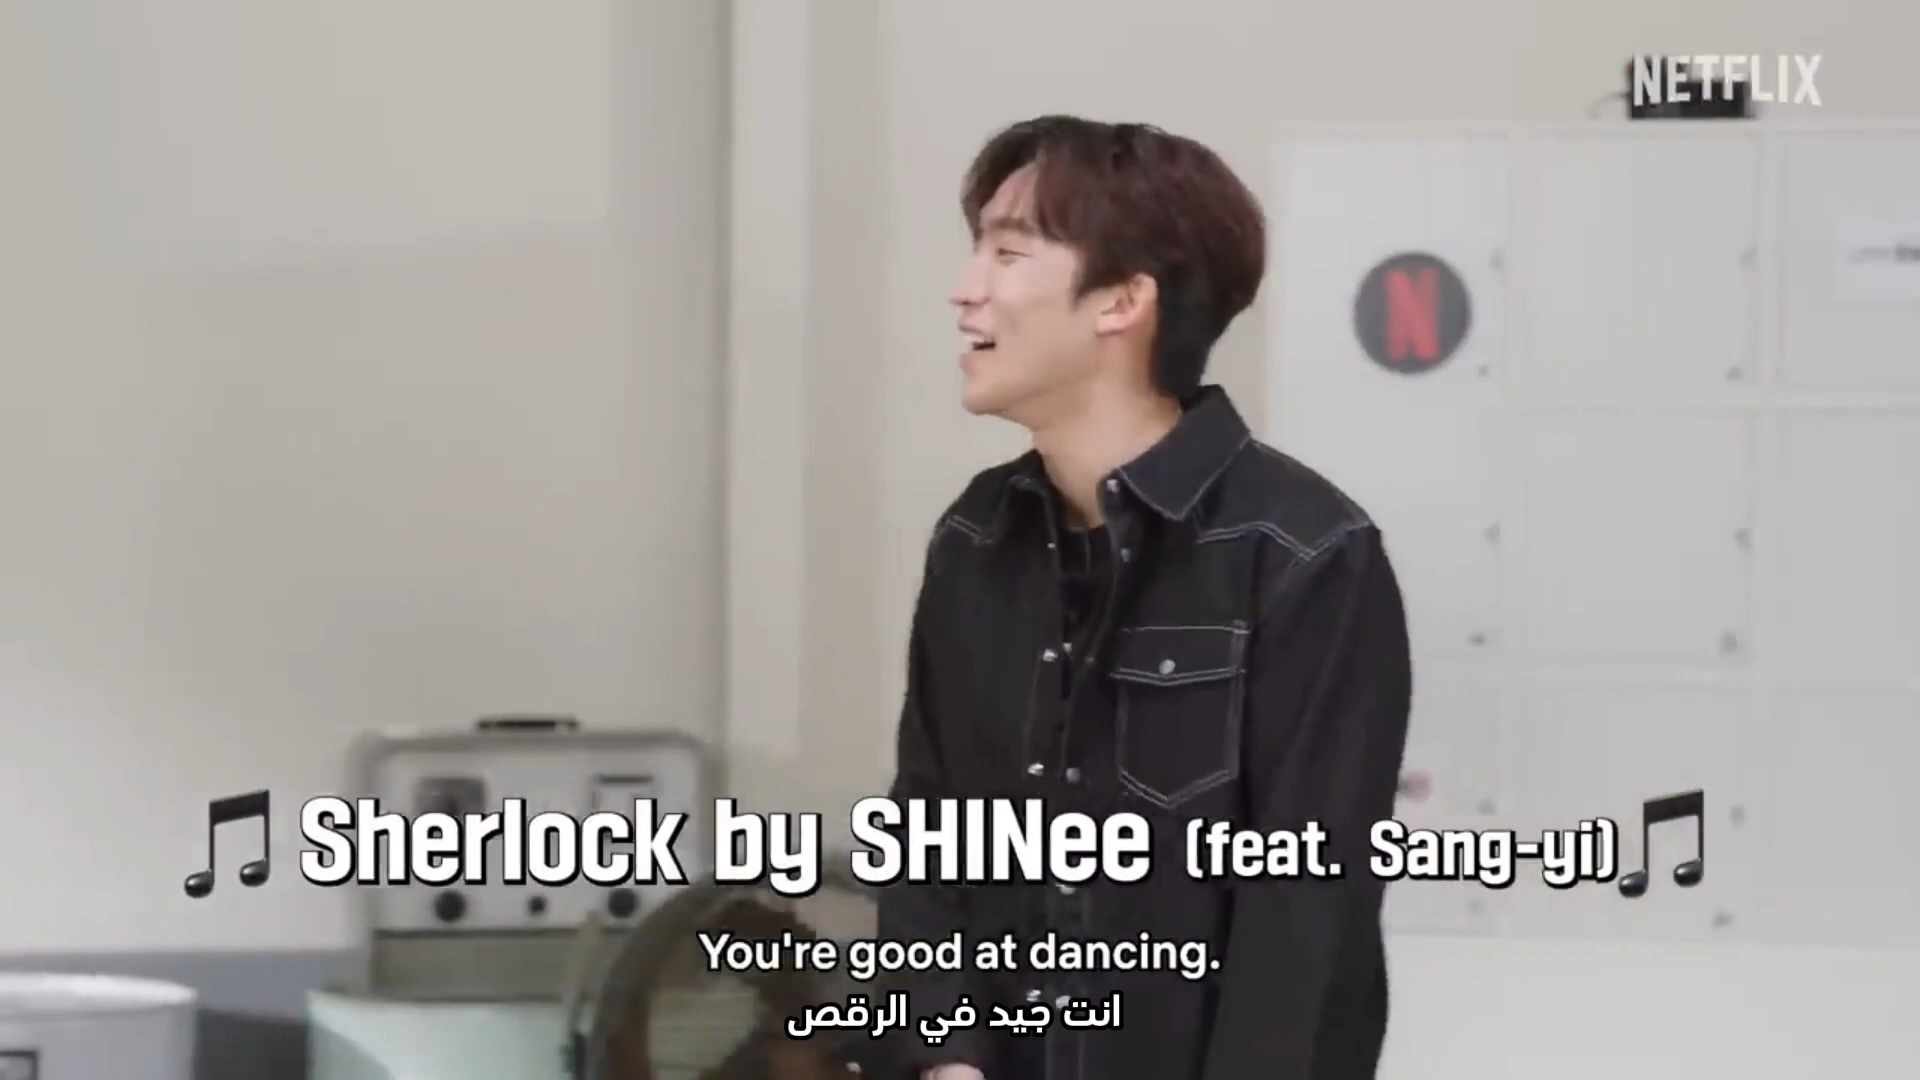 NETFLIX
N
Sherlock by SHINee (feat. Sang-yi)
You're good at dancing.
انت جيد في الرقص